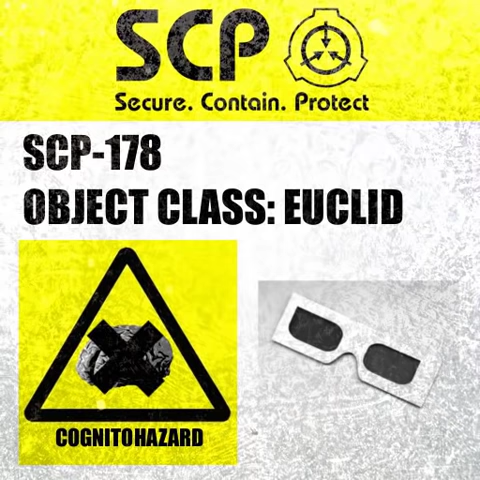 SCP
Secure. Contain. Protect
SCP-178
OBJECT CLASS: EUCLID
COGNITOHAZARD